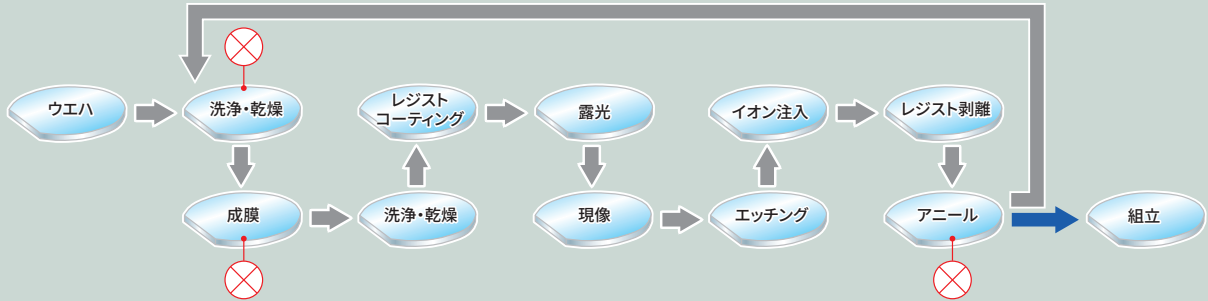 ウエハ
洗浄・乾燥
成膜
洗浄・乾燥
レジスト
コーティング
露光
現像
エッチング
イオン注入
レジスト剥離
アニール
組立